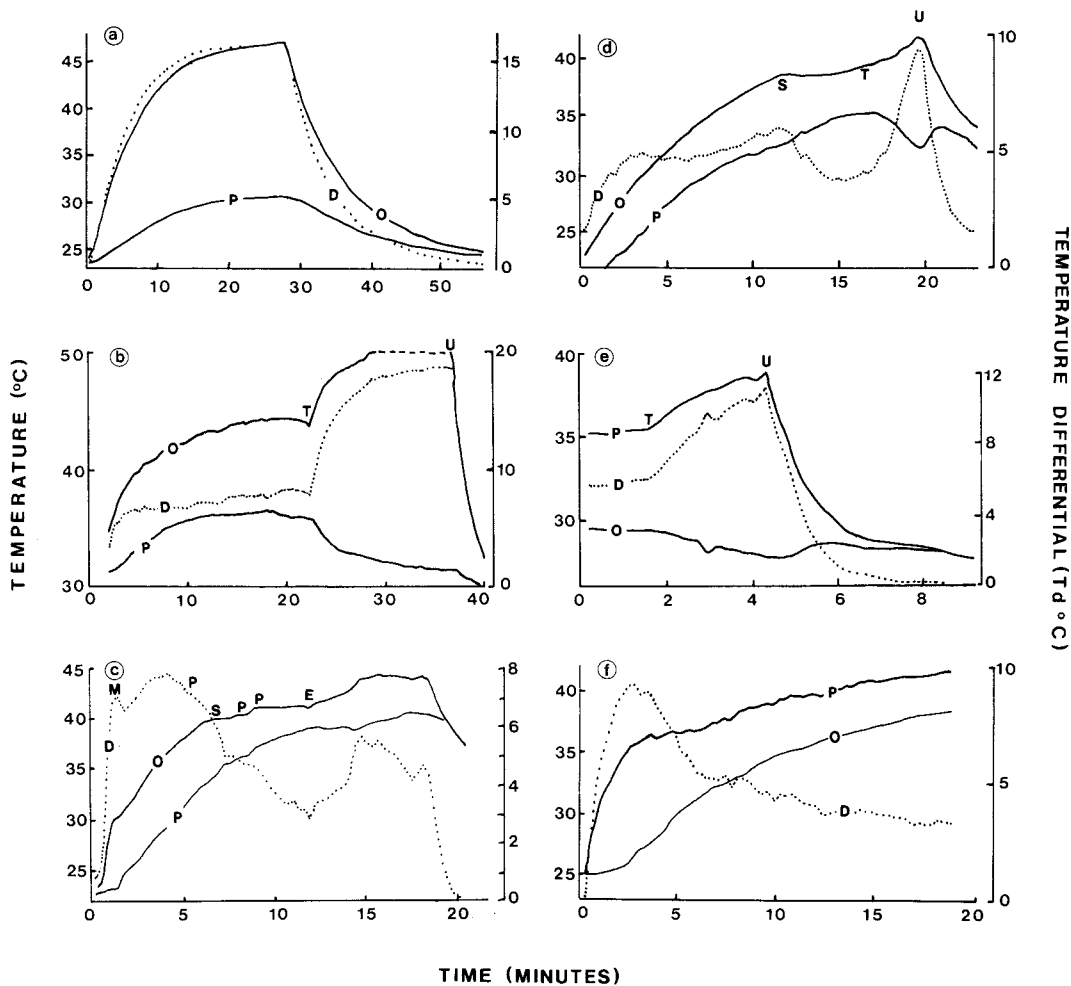 a
45
40
35
30
25
15
10
5
0
P
D
O
0 10 20 30 40 50
d
40
35
30
25
10
5
0
D
O
P
S
T
U
0 5 10 15 20
b
50
40
30
20
10
0
O
D
P
T
U
0 10 20 30 40
e
40
35
30
12
8
4
0
P
T
D
O
U
0 2 4 6 8
c
45
40
35
30
25
8
6
4
2
0
M
D
P
S
P
P
E
O
P
0 5 10 15 20
f
40
35
30
25
10
5
0
P
O
D
0 5 10 15 20
TEMPERATURE (°C)
TEMPERATURE DIFFERENTIAL (Td °C)
TIME (MINUTES)